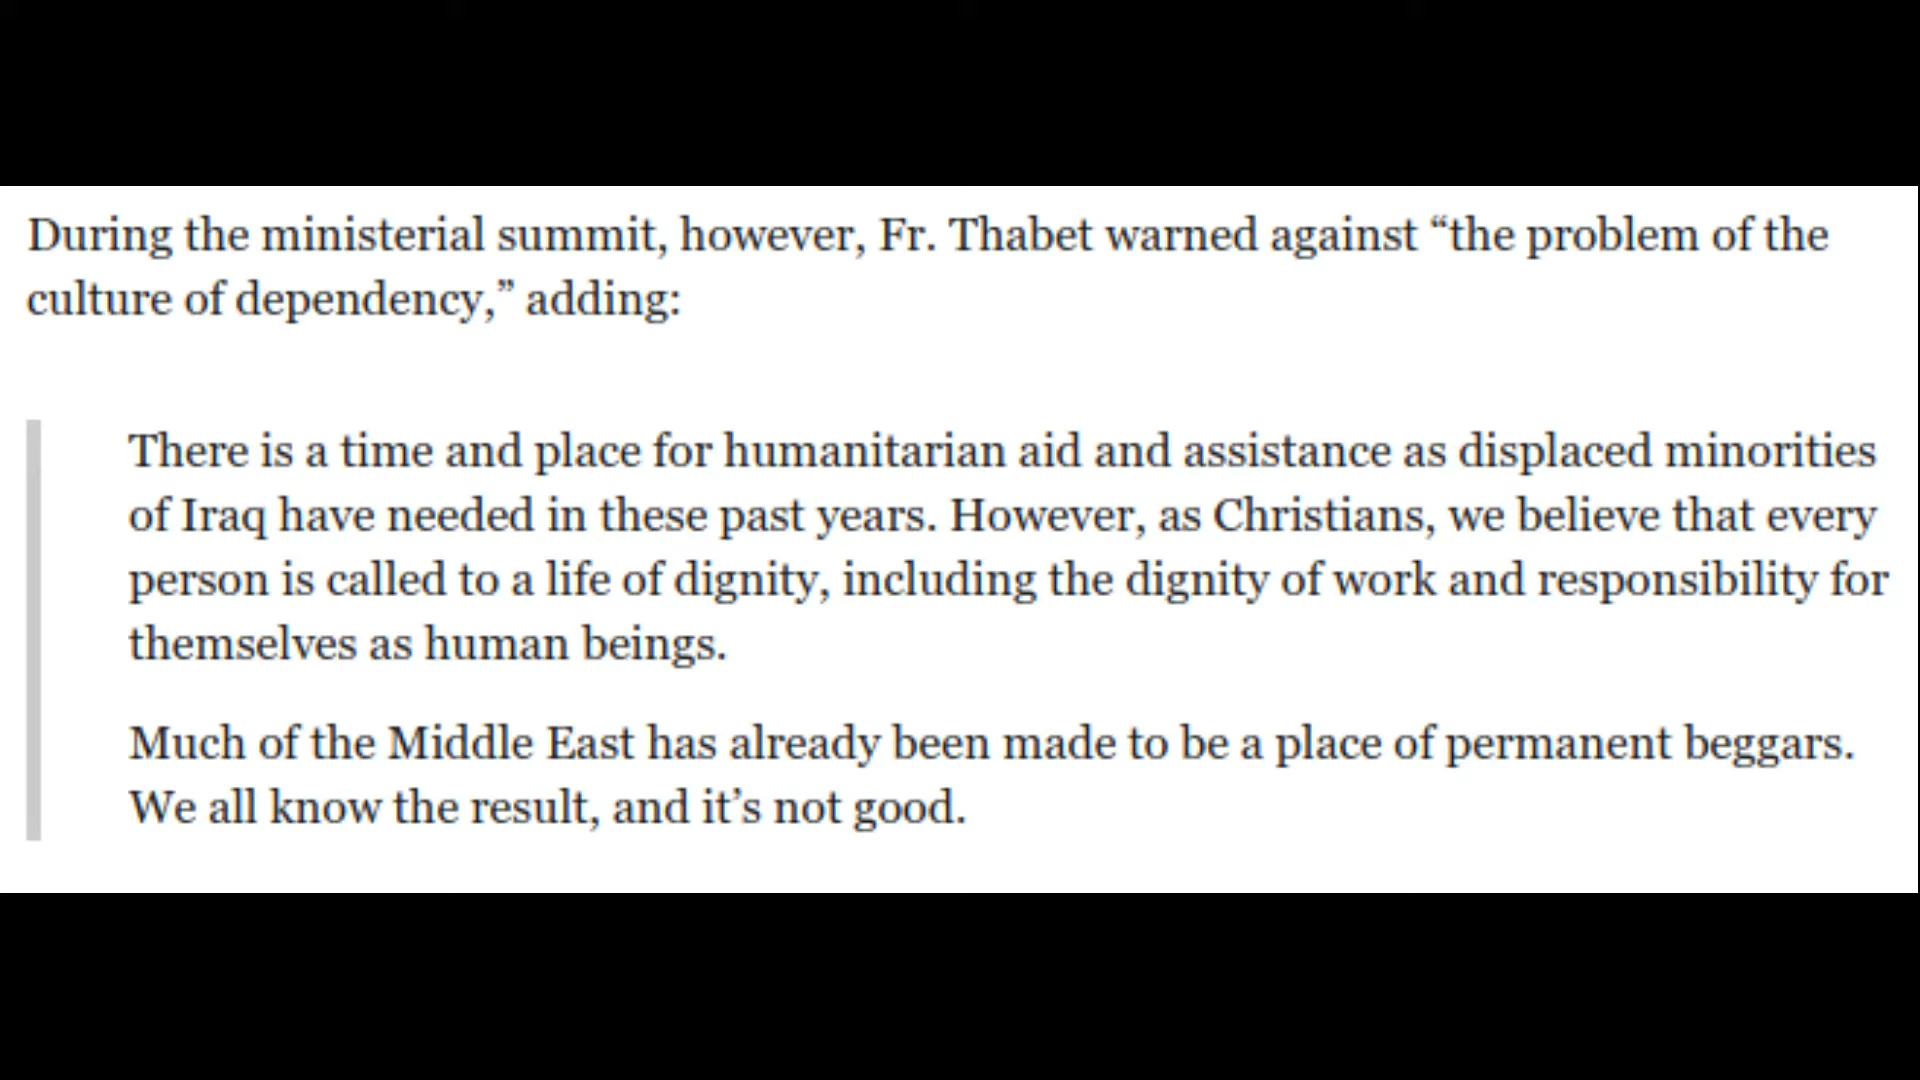 During the ministerial summit, however, Fr. Thabet warned against “the problem of the
culture of dependency,” adding:
There is a time and place for humanitarian aid and assistance as displaced minorities
of Iraq have needed in these past years. However, as Christians, we believe that every
person is called to a life of dignity, including the dignity of work and responsibility for
themselves as human beings.
Much of the Middle East has already been made to be a place of permanent beggars.
We all know the result, and it’s not good.